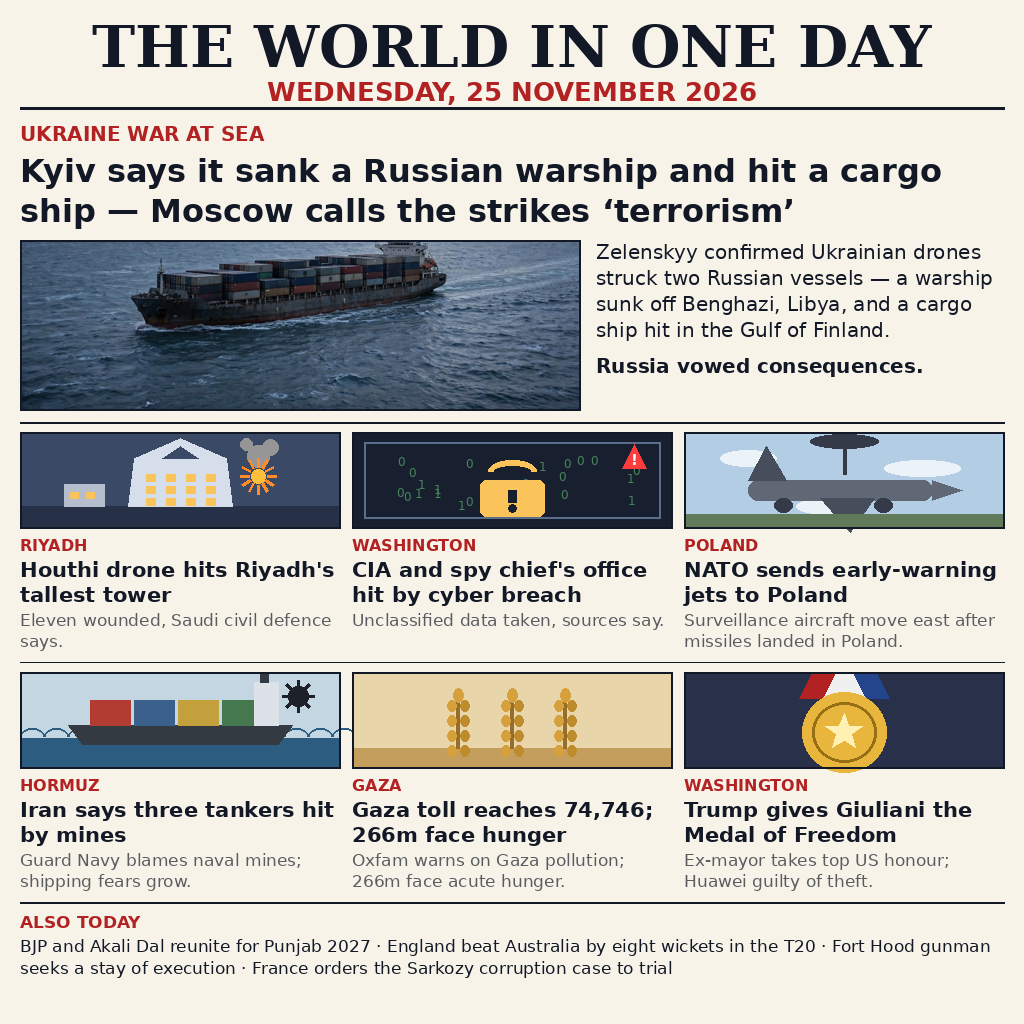 THE WORLD IN ONE DAY
WEDNESDAY, 25 NOVEMBER 2026
UKRAINE WAR AT SEA
Kyiv says it sank a Russian warship and hit a cargo
ship — Moscow calls the strikes ‘terrorism’
Zelenskyy confirmed Ukrainian drones
struck two Russian vessels — a warship
sunk off Benghazi, Libya, and a cargo
ship hit in the Gulf of Finland.
Russia vowed consequences.
RIYADH
Houthi drone hits Riyadh's
tallest tower
Eleven wounded, Saudi civil defence
says.
WASHINGTON
CIA and spy chief's office
hit by cyber breach
Unclassified data taken, sources say.
POLAND
NATO sends early-warning
jets to Poland
Surveillance aircraft move east after
missiles landed in Poland.
HORMUZ
Iran says three tankers hit
by mines
Guard Navy blames naval mines;
shipping fears grow.
GAZA
Gaza toll reaches 74,746;
266m face hunger
Oxfam warns on Gaza pollution;
266m face acute hunger.
WASHINGTON
Trump gives Giuliani the
Medal of Freedom
Ex-mayor takes top US honour;
Huawei guilty of theft.
ALSO TODAY
BJP and Akali Dal reunite for Punjab 2027 · England beat Australia by eight wickets in the T20 · Fort Hood gunman
seeks a stay of execution · France orders the Sarkozy corruption case to trial